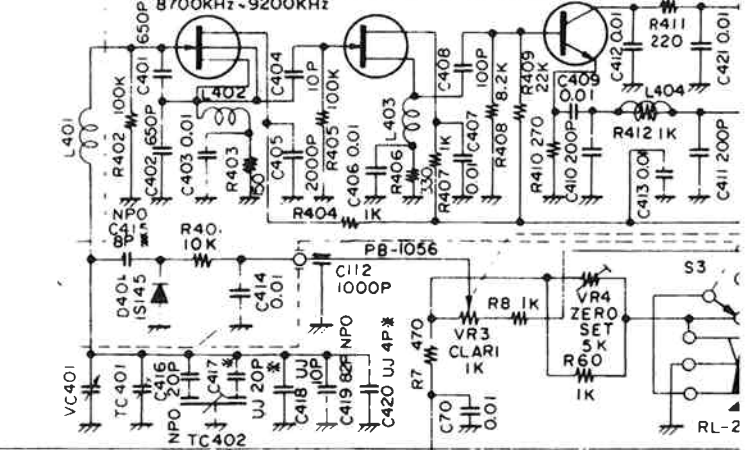 8700KHz ~ 9200KHz
650P
C401
C404
10P
C408
100P
8.2K
R409
22K
C409
0.01
C412 0.01
R411
220
C421 0.01
L401
100K
R402
C402 650P
L402
C403 0.01
R403
C405
2000P
100K
R405
L403
C406 0.01
R406
330
R407
1K
C407
0.01
R408
R410 270
C410 200P
L404
R412 1K
C413
C411 200P
R404
1K
NPO
8P
10K
D401
1S145
C414
0.01
PB-1056
C112
1000P
R8 1K
VR3
CLARI
1K
R7 470
VR4
ZERO
SET
5K
R60
1K
S3
RL-2
C70
0.01
VC401
TC401
C416
NPO 20P
C417
*
UJ 20P
*
TC402
C418 UJ
10P
C419 82P NPO
C420 UJ 4P*